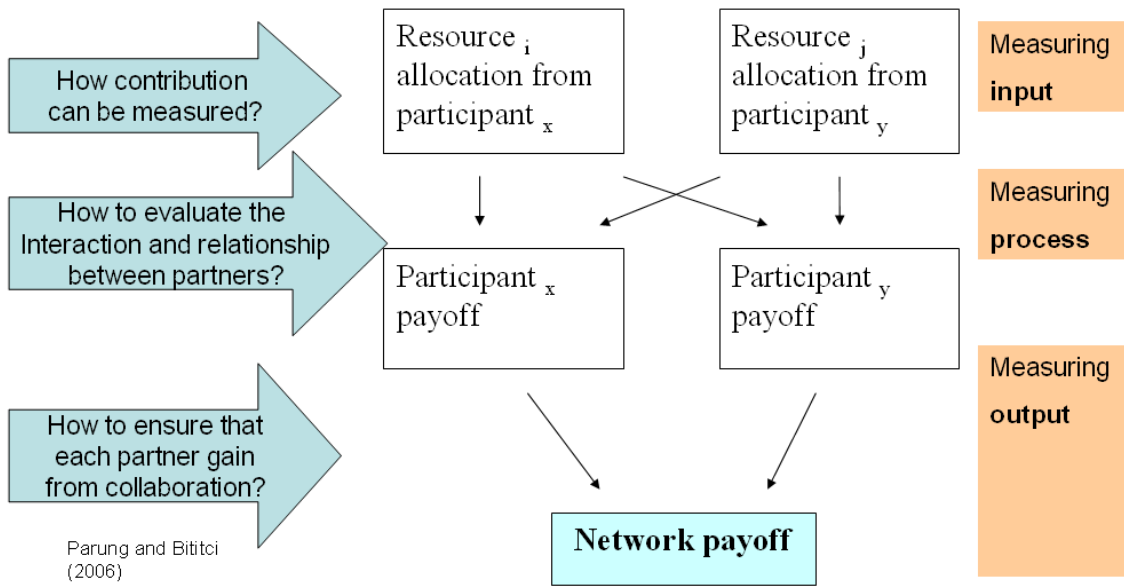 How contribution
can be measured?
Resource i
allocation from
participant x
Resource j
allocation from
participant y
Measuring
input
How to evaluate the
Interaction and relationship
between partners?
Measuring
process
Participant x
payoff
Participant y
payoff
Measuring
output
How to ensure that
each partner gain
from collaboration?
Network payoff
Parung and Bititci
(2006)